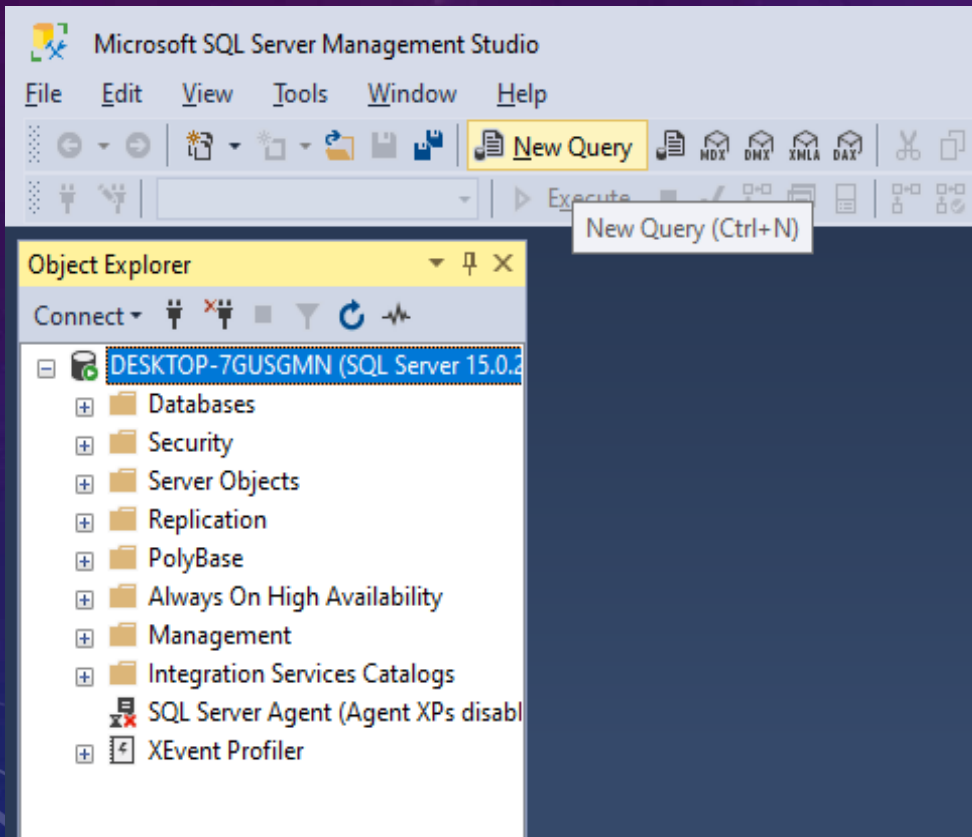 Microsoft SQL Server Management Studio
File Edit View Tools Window Help
New Query MDX DMX XMLA DAX
Execute
New Query (Ctrl+N)
Object Explorer
Connect
DESKTOP-7GUSGMN (SQL Server 15.0.2
Databases
Security
Server Objects
Replication
PolyBase
Always On High Availability
Management
Integration Services Catalogs
SQL Server Agent (Agent XPs disabl
XEvent Profiler